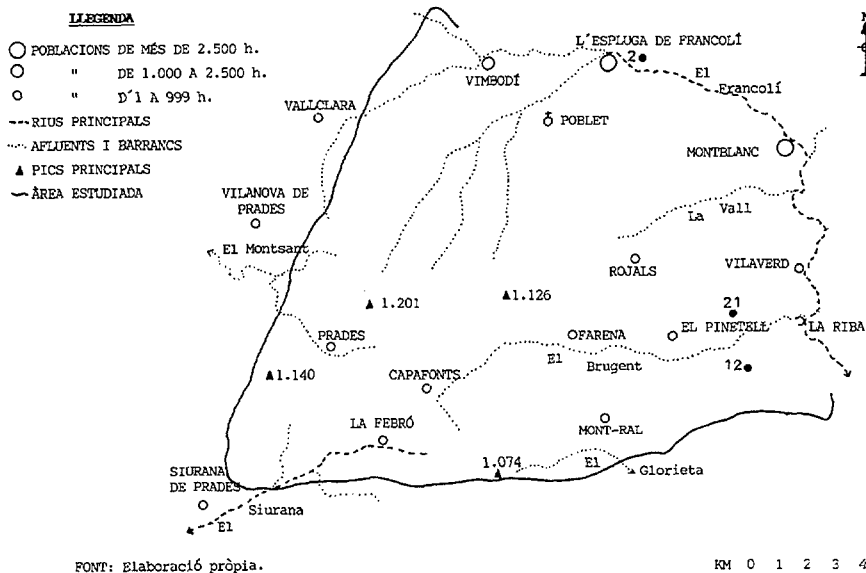 LLEGENDA
POBLACIONS DE MÉS DE 2.500 h.
" DE 1.000 A 2.500 h.
" D'1 A 999 h.
RIUS PRINCIPALS
AFLUENTS I BARRANCS
PICS PRINCIPALS
ÀREA ESTUDIADA
N
L'ESPLUGA DE FRANCOLÍ
2
El
Francolí
VIMBODÍ
VALLCLARA
POBLET
MONTBLANC
VILANOVA DE
PRADES
La Vall
El Montsant
ROJALS
VILAVERD
1.201
1.126
21
PRADES
FARENA
EL PINETELL
LA RIBA
El Brugent
12
1.140
CAPAFONTS
LA FEBRÓ
MONT-RAL
1.074
El
Glorieta
SIURANA
DE PRADES
El
Siurana
FONT: Elaboració pròpia.
KM 0 1 2 3 4